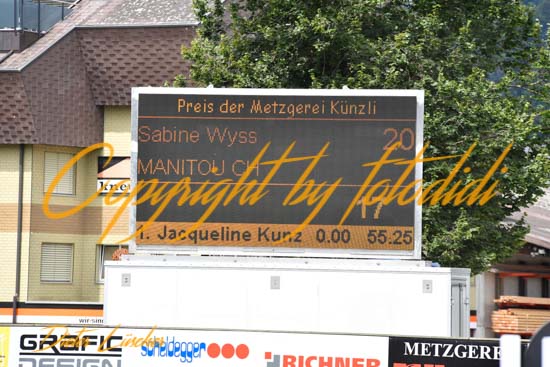 Preis der Metzgerei Künzli
Sabine Wyss 20
MANITOU CH
17
1. Jacqueline Kunz 0.00 55.25
Copyright by fotodidi
GRAFIC
DESIGN
scheidegger
RICHNER
METZGERE